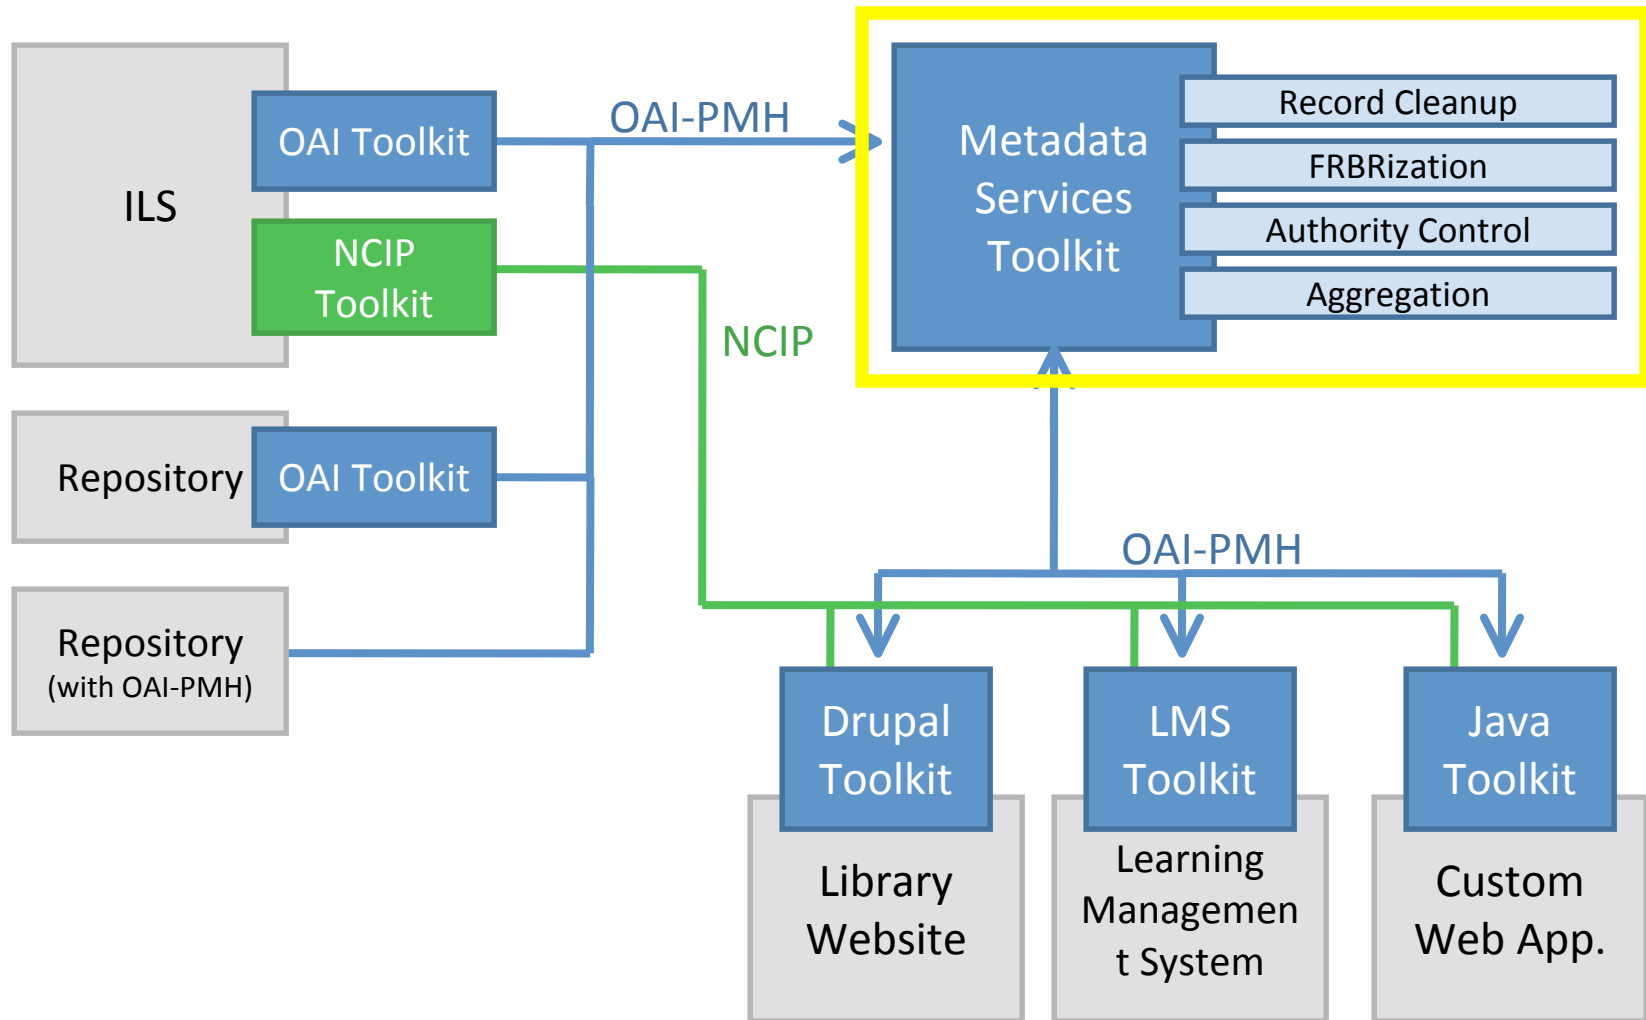 ILS
OAI Toolkit
NCIP
Toolkit
OAI-PMH
NCIP
Metadata
Services
Toolkit
Record Cleanup
FRBRization
Authority Control
Aggregation
Repository
OAI Toolkit
Repository
(with OAI-PMH)
OAI-PMH
Drupal
Toolkit
Library
Website
LMS
Toolkit
Learning
Managemen
t System
Java
Toolkit
Custom
Web App.